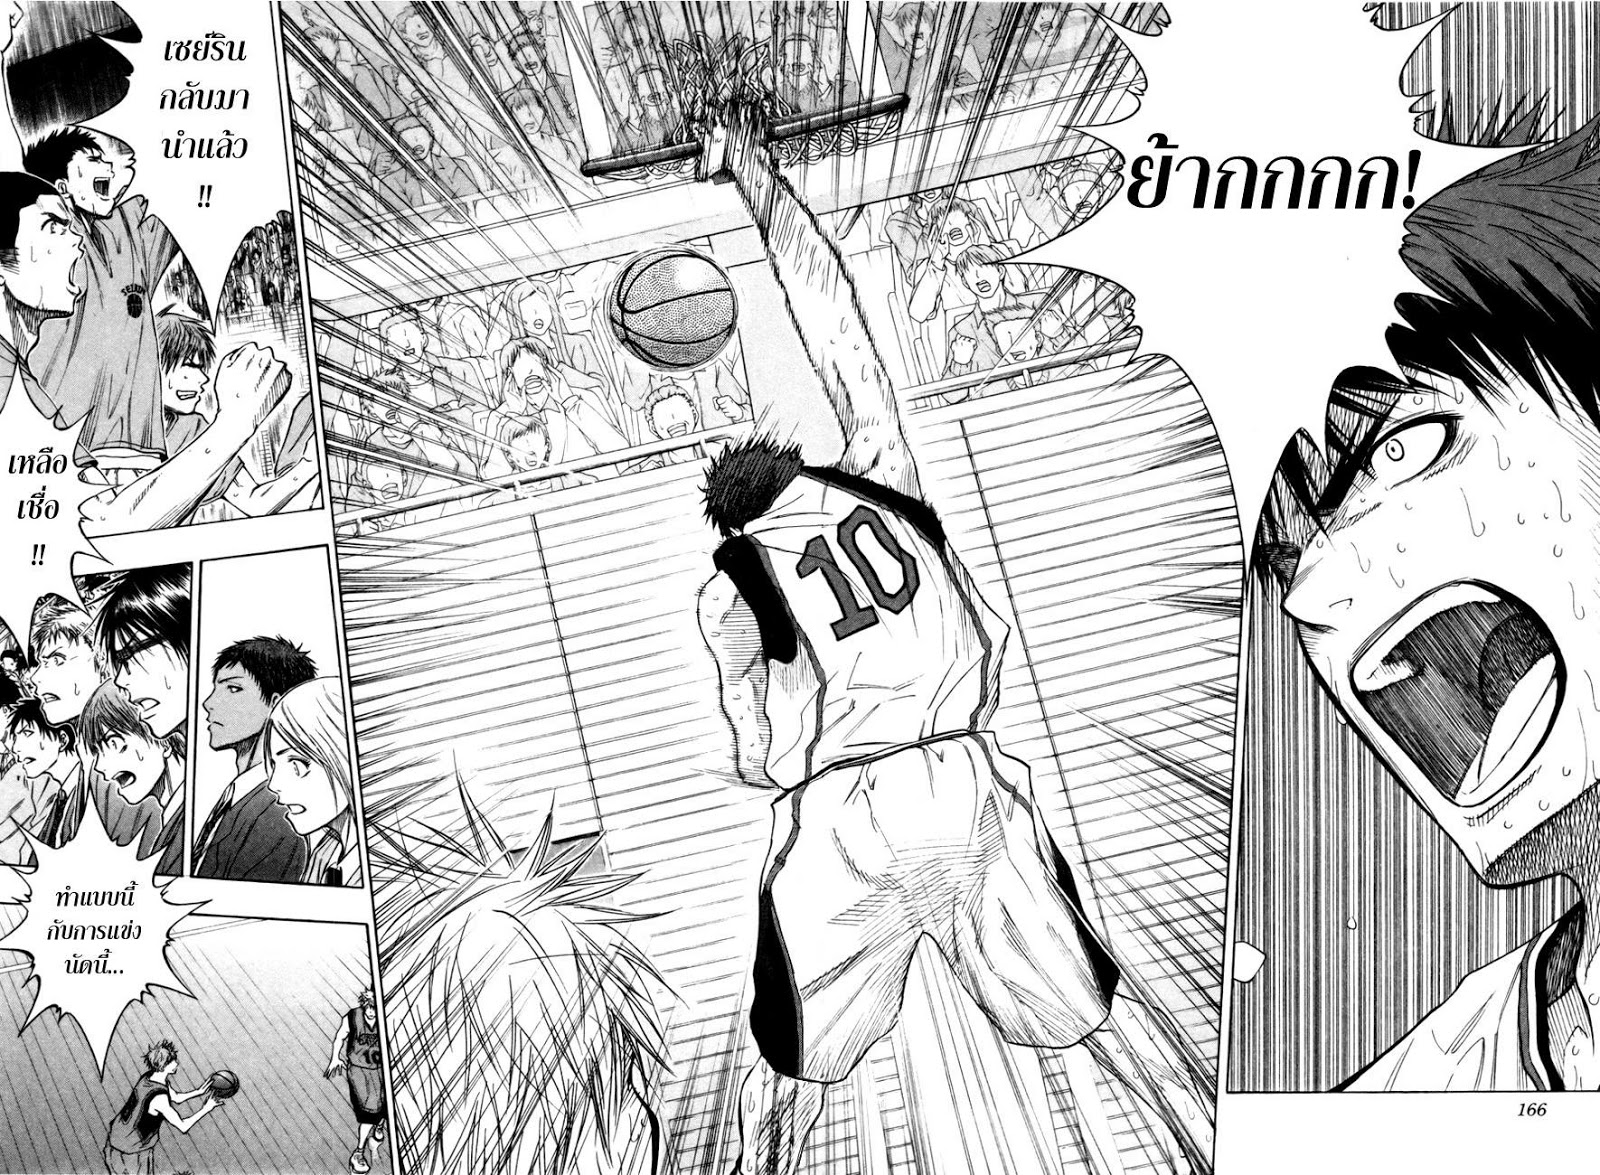 ย้ากกกก!
10
เซย์ริน
กลับมา
นำแล้ว
!!
SEIRIN
เหลือ
เชื่อ
!!
ทำแบบนี้
กับการแข่ง
นัดนี้...
10
166